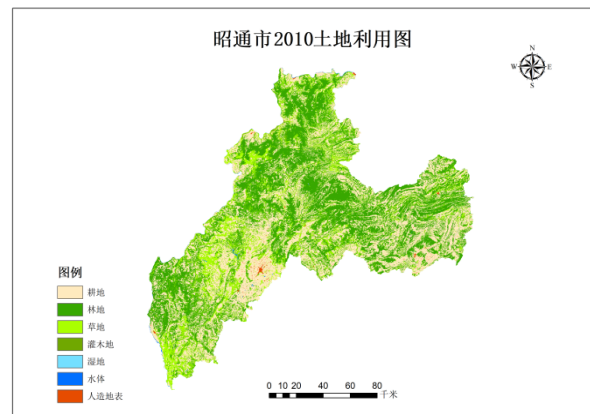 昭通市2010土地利用图
N
W E
S
图例
耕地
林地
草地
灌木地
湿地
水体
人造地表
0 10 20 40 60 80
千米